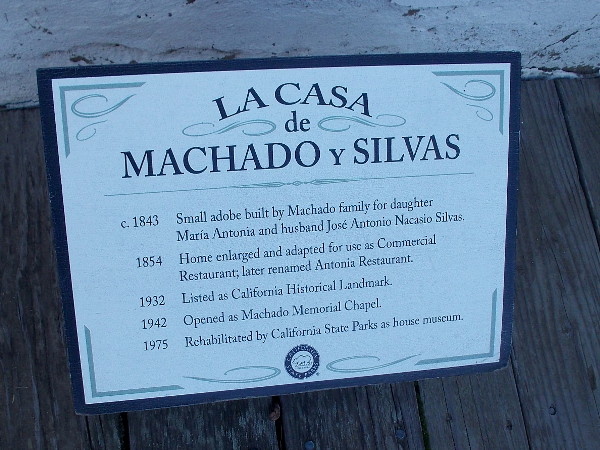 LA CASA
de
MACHADO Y SILVAS
c. 1843 Small adobe built by Machado family for daughter
María Antonia and husband José Antonio Nacasio Silvas.
1854 Home enlarged and adapted for use as Commercial
Restaurant; later renamed Antonia Restaurant.
1932 Listed as California Historical Landmark.
1942 Opened as Machado Memorial Chapel.
1975 Rehabilitated by California State Parks as house museum.